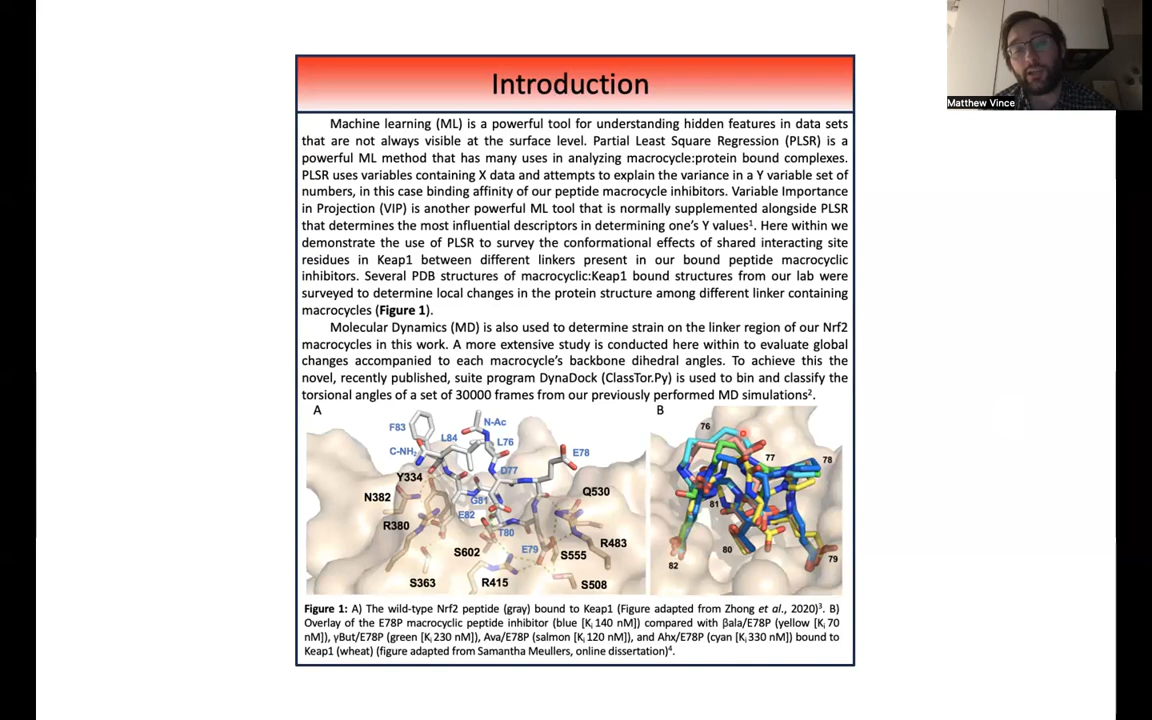 Matthew Vince
Introduction
Machine learning (ML) is a powerful tool for understanding hidden features in data sets
that are not always visible at the surface level. Partial Least Square Regression (PLSR) is a
powerful ML method that has many uses in analyzing macrocycle:protein bound complexes.
PLSR uses variables containing X data and attempts to explain the variance in a Y variable set of
numbers, in this case binding affinity of our peptide macrocycle inhibitors. Variable Importance
in Projection (VIP) is another powerful ML tool that is normally supplemented alongside PLSR
that determines the most influential descriptors in determining one's Y values¹. Here within we
demonstrate the use of PLSR to survey the conformational effects of shared interacting site
residues in Keap1 between different linkers present in our bound peptide macrocyclic
inhibitors. Several PDB structures of macrocyclic:Keap1 bound structures from our lab were
surveyed to determine local changes in the protein structure among different linker containing
macrocycles (Figure 1).
Molecular Dynamics (MD) is also used to determine strain on the linker region of our Nrf2
macrocycles in this work. A more extensive study is conducted here within to evaluate global
changes accompanied to each macrocycle's backbone dihedral angles. To achieve this the
novel, recently published, suite program DynaDock (ClassTor.Py) is used to bin and classify the
torsional angles of a set of 30000 frames from our previously performed MD simulations².
A
F83
N-Ac
L84
C-NH₂
L76
E78
Y334
D77
N382
G81
Q530
R380
E82
T80
R483
S602
E79
S555
S363
R415
S508
B
76
77
78
81
80
79
82
Figure 1: A) The wild-type Nrf2 peptide (gray) bound to Keap1 (Figure adapted from Zhong et al., 2020)³. B)
Overlay of the E78P macrocyclic peptide inhibitor (blue [Kᵢ 140 nM]) compared with βala/E78P (yellow [Kᵢ 70
nM]), γBut/E78P (green [Kᵢ 230 nM]), Ava/E78P (salmon [Kᵢ 120 nM]), and Ahx/E78P (cyan [Kᵢ 330 nM]) bound to
Keap1 (wheat) (figure adapted from Samantha Meullers, online dissertation)⁴.